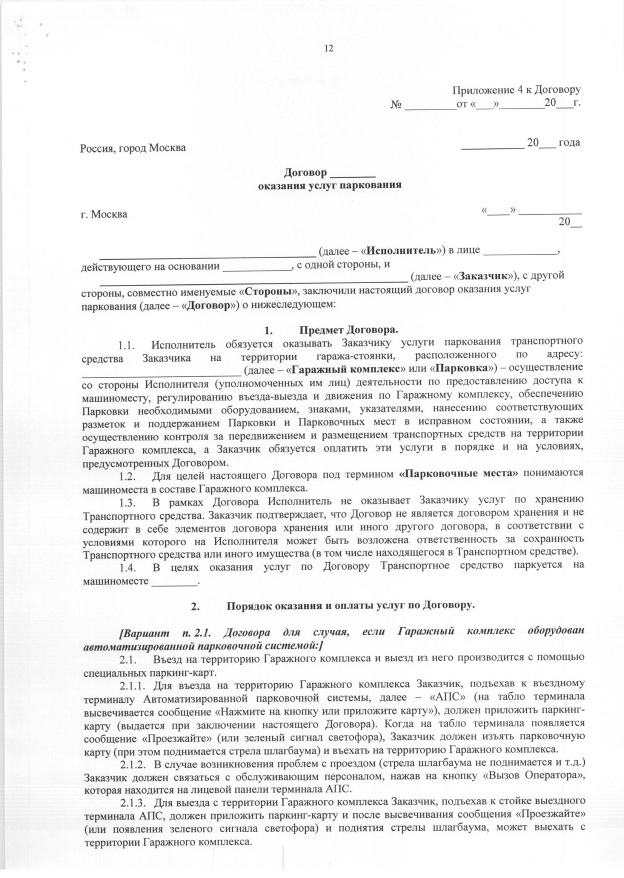 12
Приложение 4 к Договору
№ _________от «___»________20___г.
Россия, город Москва ___________ 20___ года
Договор ________
оказания услуг паркования
г. Москва «____» ___________
20__
_______________________________________ (далее – «Исполнитель») в лице _____________,
действующего на основании ____________, с одной стороны, и
_______________________________________________________ (далее – «Заказчик»), с другой
стороны, совместно именуемые «Стороны», заключили настоящий договор оказания услуг
паркования (далее – «Договор») о нижеследующем:
1. Предмет Договора.
1.1. Исполнитель обязуется оказывать Заказчику услуги паркования транспортного
средства Заказчика на территории гаража-стоянки, расположенного по адресу:
____________________________ (далее – «Гаражный комплекс» или «Парковка») – осуществление
со стороны Исполнителя (уполномоченных им лиц) деятельности по предоставлению доступа к
машиноместу, регулированию въезда-выезда и движения по Гаражному комплексу, обеспечению
Парковки необходимыми оборудованием, знаками, указателями, нанесению соответствующих
разметок и поддержанием Парковки и Парковочных мест в исправном состоянии, а также
осуществлению контроля за передвижением и размещением транспортных средств на территории
Гаражного комплекса, а Заказчик обязуется оплатить эти услуги в порядке и на условиях,
предусмотренных Договором.
1.2. Для целей настоящего Договора под термином «Парковочные места» понимаются
машиноместа в составе Гаражного комплекса.
1.3. В рамках Договора Исполнитель не оказывает Заказчику услуг по хранению
Транспортного средства. Заказчик подтверждает, что Договор не является договором хранения и не
содержит в себе элементов договора хранения или иного другого договора, в соответствии с
условиями которого на Исполнителя может быть возложена ответственность за сохранность
Транспортного средства или иного имущества (в том числе находящегося в Транспортном средстве).
1.4. В целях оказания услуг по Договору Транспортное средство паркуется на
машиноместе ________.
2. Порядок оказания и оплаты услуг по Договору.
[Вариант п. 2.1. Договора для случая, если Гаражный комплекс оборудован
автоматизированной парковочной системой:]
2.1. Въезд на территорию Гаражного комплекса и выезд из него производится с помощью
специальных паркинг-карт.
2.1.1. Для въезда на территорию Гаражного комплекса Заказчик, подъехав к въездному
терминалу Автоматизированной парковочной системы, далее – «АПС» (на табло терминала
высвечивается сообщение «Нажмите на кнопку или приложите карту»), должен приложить паркинг-
карту (выдается при заключении настоящего Договора). Когда на табло терминала появляется
сообщение «Проезжайте» (или зеленый сигнал светофора), Заказчик должен изъять парковочную
карту (при этом поднимается стрела шлагбаума) и въехать на территорию Гаражного комплекса.
2.1.2. В случае возникновения проблем с проездом (стрела шлагбаума не поднимается и т.д.)
Заказчик должен связаться с обслуживающим персоналом, нажав на кнопку «Вызов Оператора»,
которая находится на лицевой панели терминала АПС.
2.1.3. Для выезда с территории Гаражного комплекса Заказчик, подъехав к стойке выездного
терминала АПС, должен приложить паркинг-карту и после высвечивания сообщения «Проезжайте»
(или появления зеленого сигнала светофора) и поднятия стрелы шлагбаума, может выехать с
территории Гаражного комплекса.